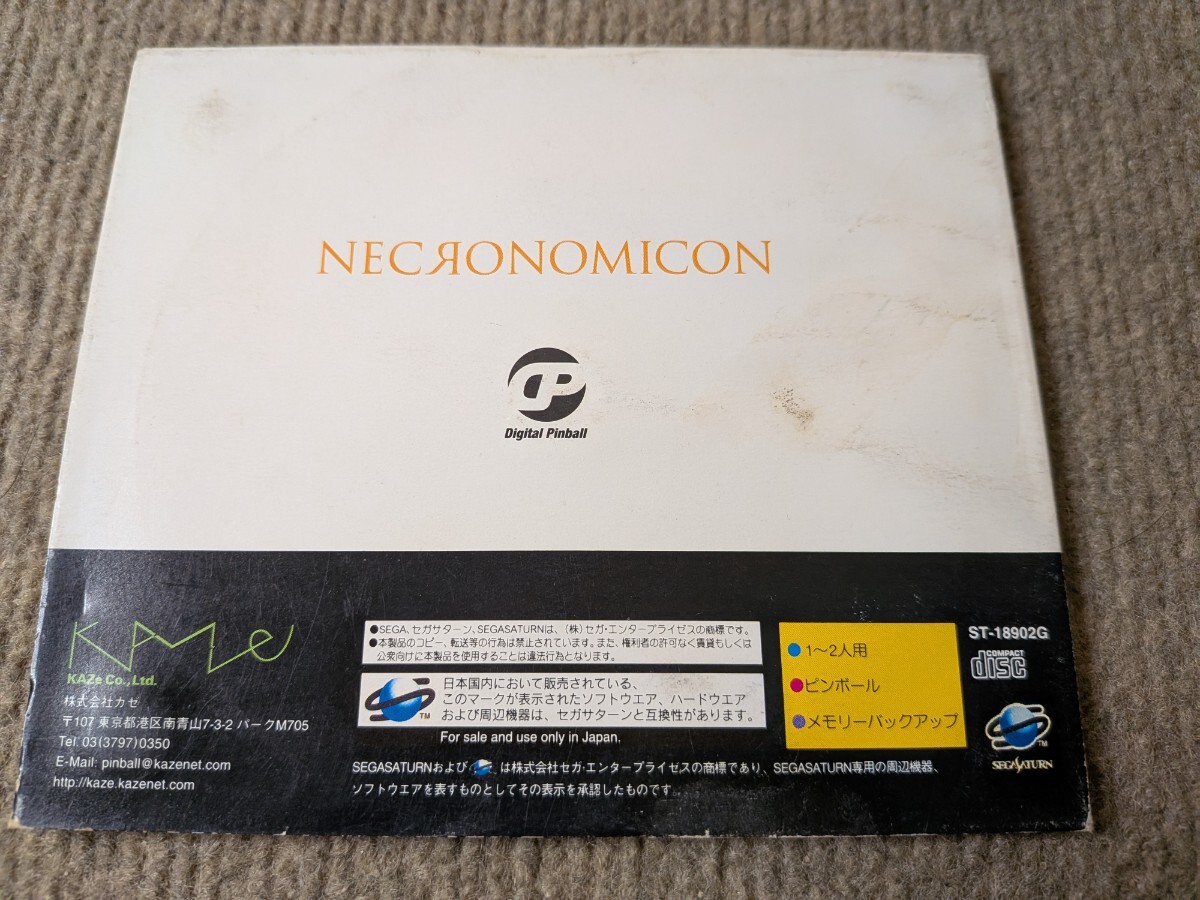 NECЯONOMICON
DP
Digital Pinball
KAZe
KAZe Co.,Ltd.
株式会社カゼ
〒107 東京都港区南青山7-3-2 パークM705
Tel. 03(3797)0350
E-Mail: pinball@kazenet.com
http://kaze.kazenet.com
●SEGA、セガサターン、SEGASATURNは、(株)セガ・エンタープライゼスの商標です。
●本製品のコピー、転送等の行為は禁止されています。また、権利者の許可なく賃貸もしくは
公衆向けに本製品を使用することは違法行為となります。
TM
日本国内において販売されている、
このマークが表示されたソフトウエア、ハードウエア
および周辺機器は、セガサターンと互換性があります。
For sale and use only in Japan.
SEGASATURNおよび は株式会社セガ・エンタープライゼスの商標であり、SEGASATURN専用の周辺機器、
ソフトウエアを表すものとしてその表示を承認したものです。
●1〜2人用
●ピンボール
●メモリーバックアップ
ST-18902G
COMPACT
disc
TM
SEGASATURN